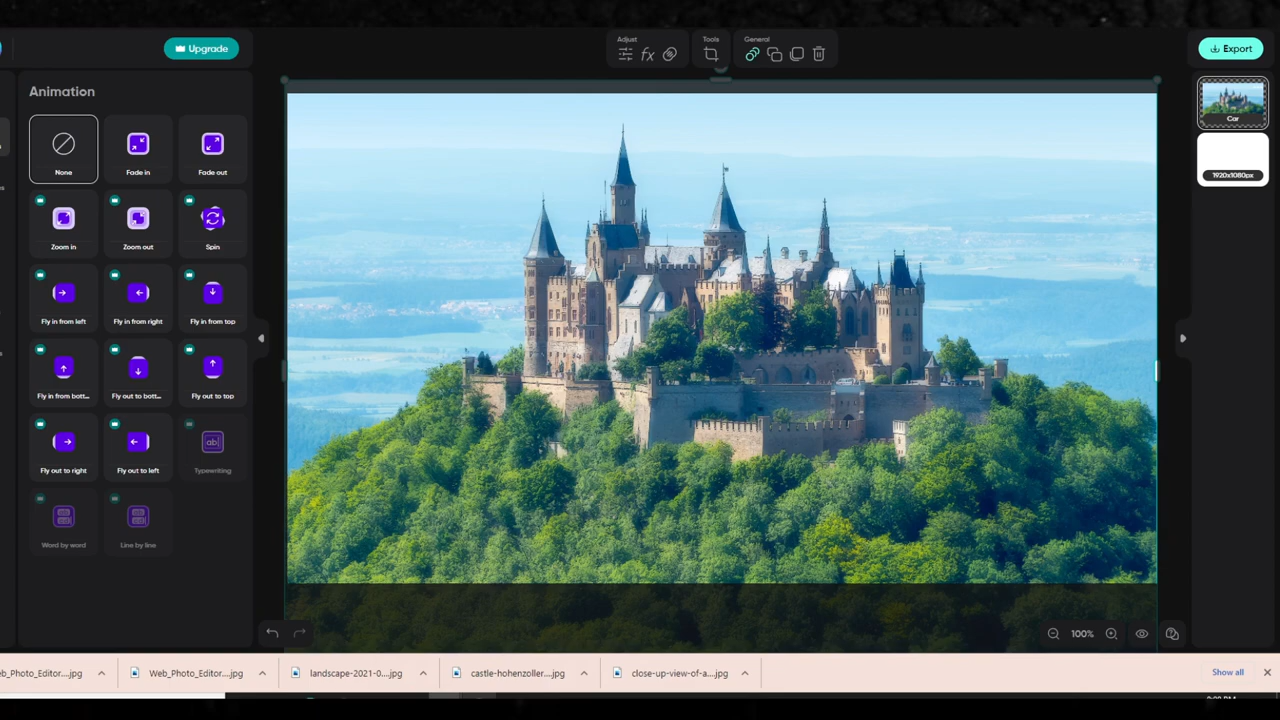 Upgrade
Adjust
Tools
General
fx
Export
Animation
None
Fade in
Fade out
Zoom in
Zoom out
Spin
Fly in from left
Fly in from right
Fly in from top
Fly in from bott...
Fly out to bott...
Fly out to top
Fly out to right
Fly out to left
ab|
Typewriting
Word by word
Line by line
Car
1920x1080px
100%
eb_Photo_Editor....jpg
Web_Photo_Editor....jpg
landscape-2021-0....jpg
castle-hohenzoller....jpg
close-up-view-of-a....jpg
Show all